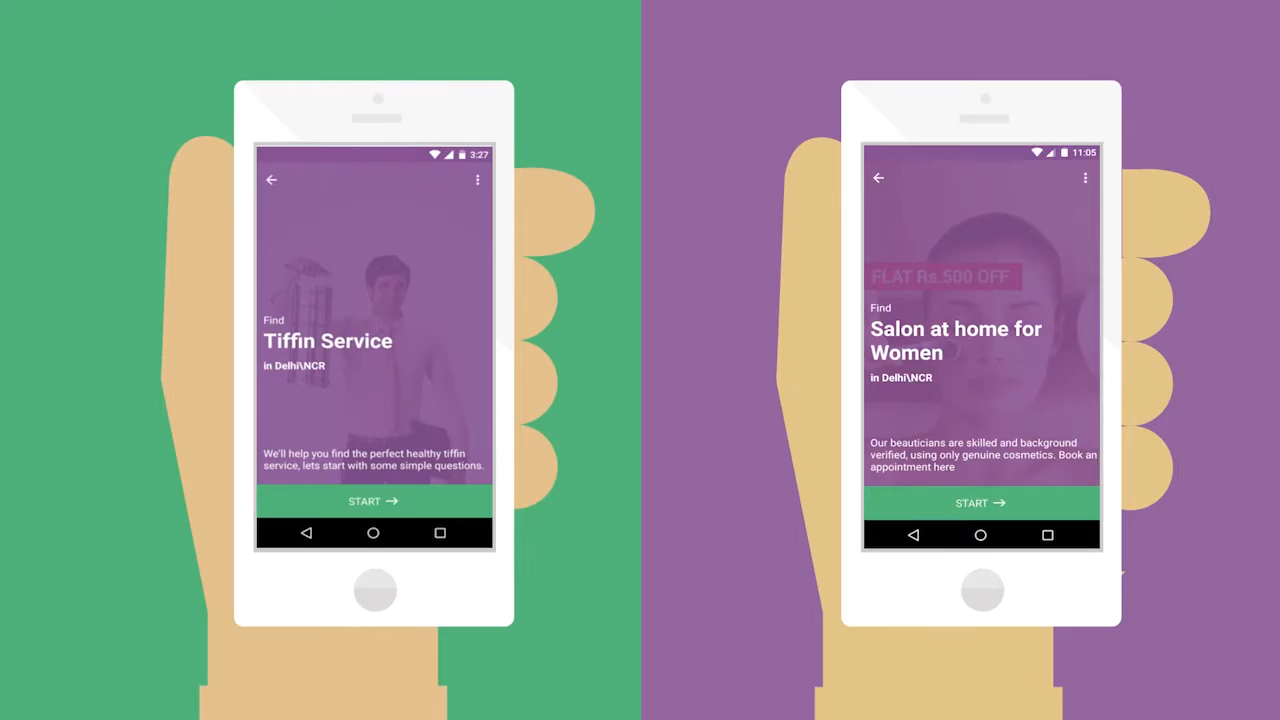 3:27
Find
Tiffin Service
in Delhi\NCR
We'll help you find the perfect healthy tiffin
service, lets start with some simple questions.
START →
11:05
FLAT Rs.500 OFF
Find
Salon at home for
Women
in Delhi\NCR
Our beauticians are skilled and background
verified, using only genuine cosmetics. Book an
appointment here
START →